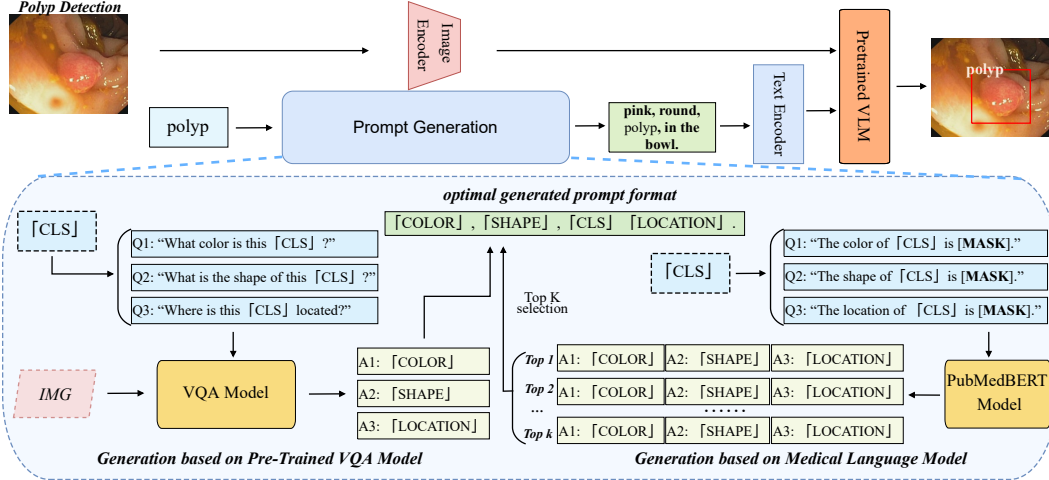 Polyp Detection
Image
Encoder
Pretrained VLM
polyp
polyp
Prompt Generation
pink, round,
polyp, in the
bowl.
Text Encoder
optimal generated prompt format
「CLS」
「COLOR」, 「SHAPE」, 「CLS」 「LOCATION」.
Q1: “What color is this 「CLS」 ?”
Q2: “What is the shape of this 「CLS」 ?”
Q3: “Where is this 「CLS」 located?”
Top K
selection
「CLS」
Q1: “The color of 「CLS」 is [MASK].”
Q2: “The shape of 「CLS」 is [MASK].”
Q3: “The location of 「CLS」 is [MASK].”
IMG
VQA Model
A1: 「COLOR」
A2: 「SHAPE」
A3: 「LOCATION」
Top 1 A1: 「COLOR」 A2: 「SHAPE」 A3: 「LOCATION」
Top 2 A1: 「COLOR」 A2: 「SHAPE」 A3: 「LOCATION」
... ......
Top k A1: 「COLOR」 A2: 「SHAPE」 A3: 「LOCATION」
PubMedBERT
Model
Generation based on Pre-Trained VQA Model
Generation based on Medical Language Model